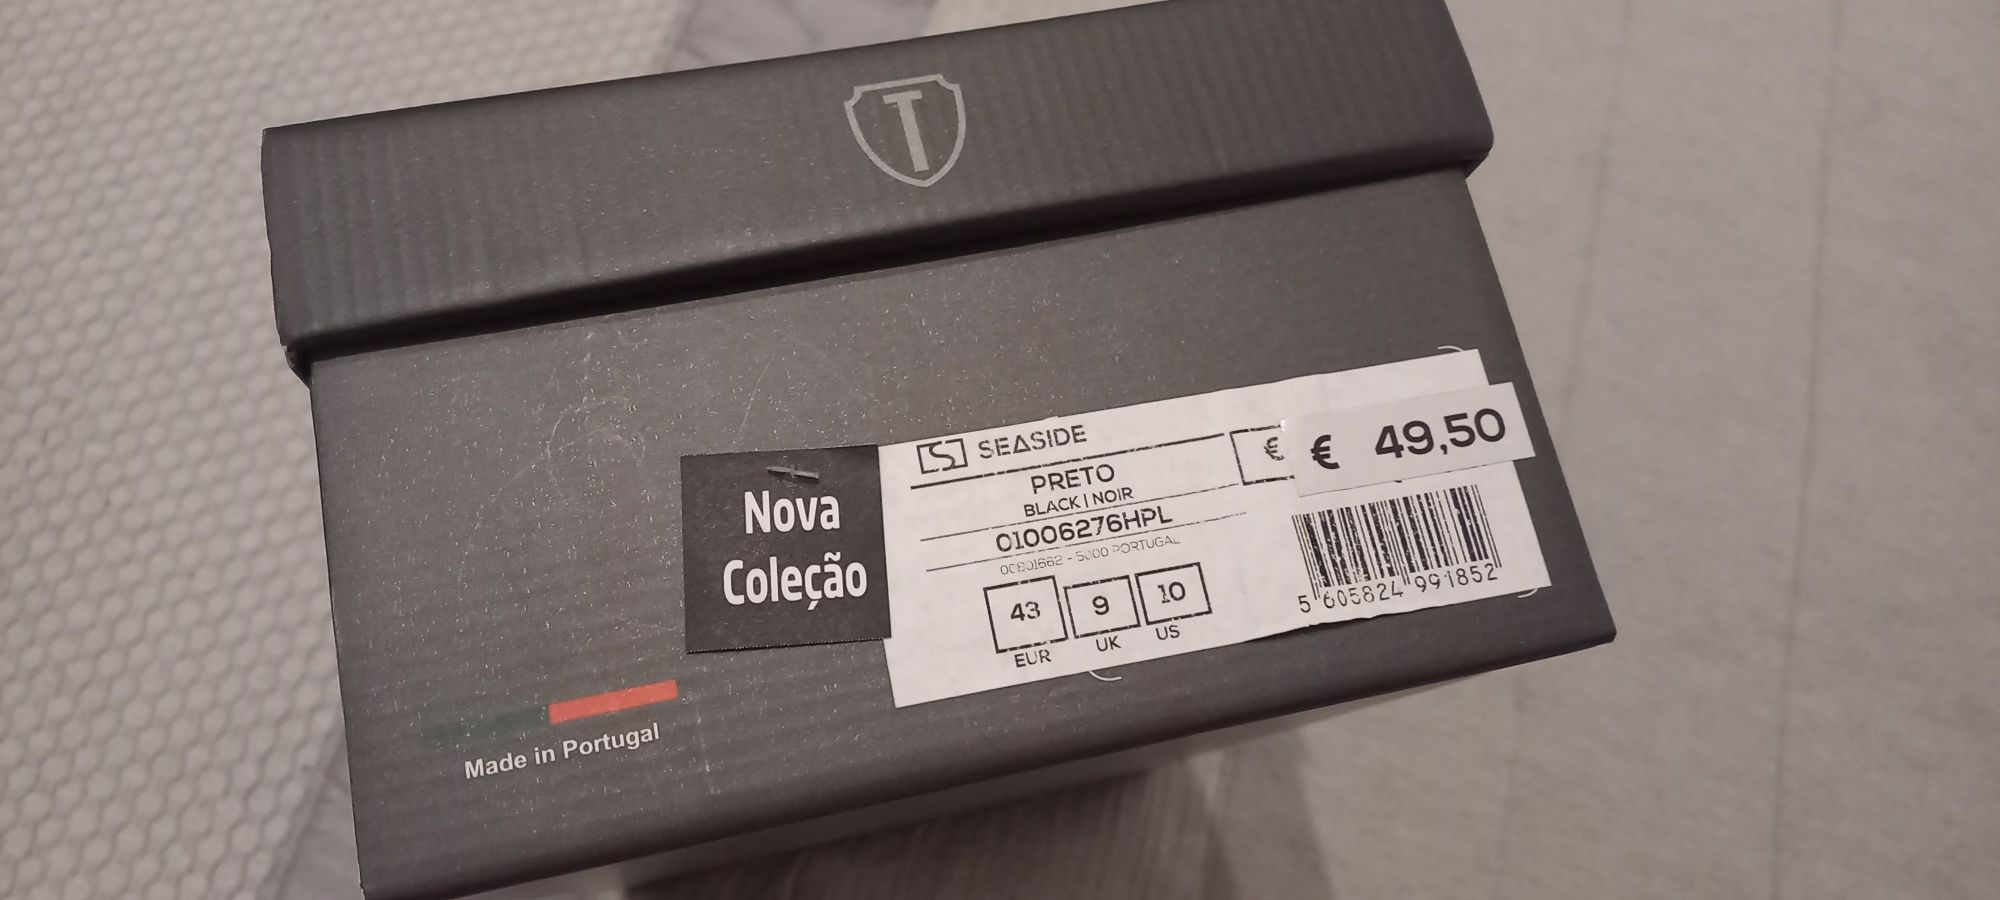 T
SEASIDE
€ € 49,50
PRETO
BLACK | NOIR
01006276HPL
PORTUGAL
Nova
Coleção
43 9 10
EUR UK US
5 605824 991852
Made in Portugal